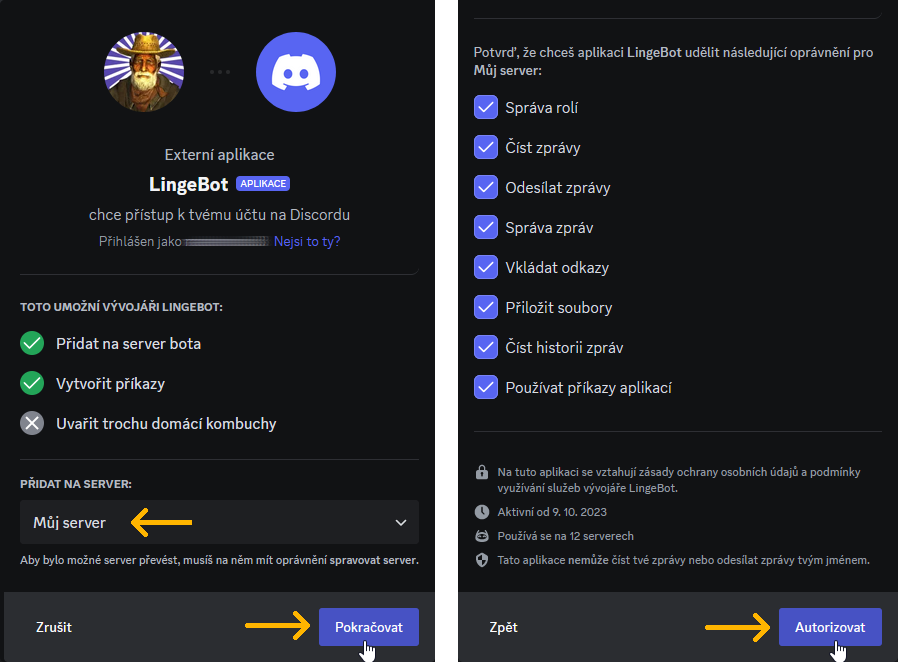 Externí aplikace
LingeBot APLIKACE
chce přístup k tvému účtu na Discordu
Přihlášen jako Nejsi to ty?
TOTO UMOŽNÍ VÝVOJÁŘI LINGEBOT:
Přidat na server bota
Vytvořit příkazy
Uvařit trochu domácí kombuchy
PŘIDAT NA SERVER:
Můj server
Aby bylo možné server převést, musíš na něm mít oprávnění spravovat server.
Zrušit
Pokračovat
Potvrď, že chceš aplikaci LingeBot udělit následující oprávnění pro
Můj server:
Správa rolí
Číst zprávy
Odesílat zprávy
Správa zpráv
Vkládat odkazy
Přiložit soubory
Číst historii zpráv
Používat příkazy aplikací
Na tuto aplikaci se vztahují zásady ochrany osobních údajů a podmínky
využívání služeb vývojáře LingeBot.
Aktivní od 9. 10. 2023
Používá se na 12 serverech
Tato aplikace nemůže číst tvé zprávy nebo odesílat zprávy tvým jménem.
Zpět
Autorizovat